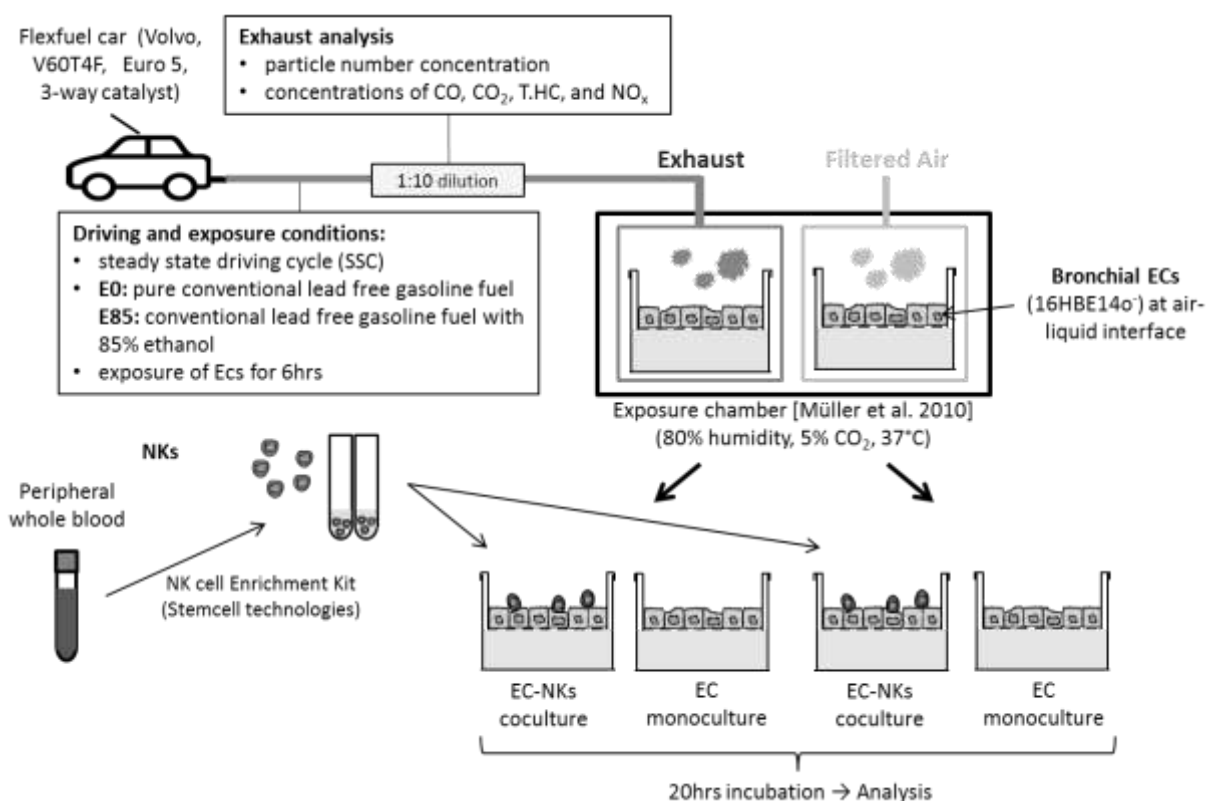 Flexfuel car (Volvo,
V60T4F, Euro 5,
3-way catalyst)
Exhaust analysis
• particle number concentration
• concentrations of CO, CO₂, T.HC, and NOₓ
1:10 dilution
Exhaust
Filtered Air
Driving and exposure conditions:
• steady state driving cycle (SSC)
• E0: pure conventional lead free gasoline fuel
E85: conventional lead free gasoline fuel with
85% ethanol
• exposure of Ecs for 6hrs
Bronchial ECs
(16HBE14o⁻) at air-
liquid interface
Exposure chamber [Müller et al. 2010]
(80% humidity, 5% CO₂, 37°C)
NKs
Peripheral
whole blood
NK cell Enrichment Kit
(Stemcell technologies)
EC-NKs
coculture
EC
monoculture
EC-NKs
coculture
EC
monoculture
20hrs incubation → Analysis